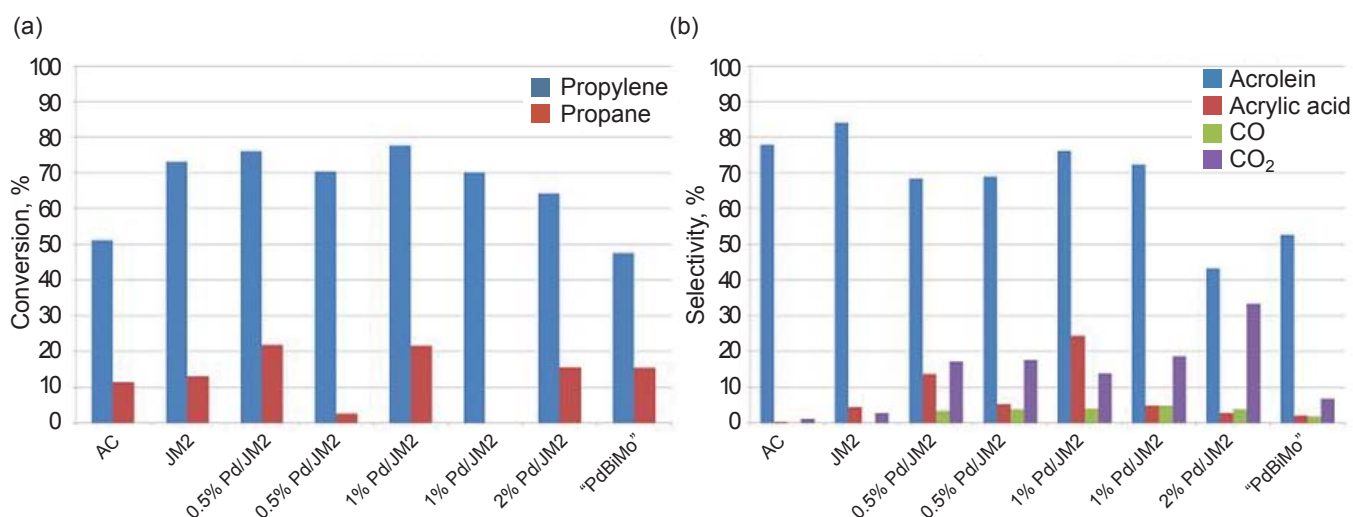 (a)
Conversion, %
100
90
80
70
60
50
40
30
20
10
0
Propylene
Propane
AC
JM2
0.5% Pd/JM2
0.5% Pd/JM2
1% Pd/JM2
1% Pd/JM2
2% Pd/JM2
“PdBiMo”
(b)
Selectivity, %
100
90
80
70
60
50
40
30
20
10
0
Acrolein
Acrylic acid
CO
CO₂
AC
JM2
0.5% Pd/JM2
0.5% Pd/JM2
1% Pd/JM2
1% Pd/JM2
2% Pd/JM2
“PdBiMo”